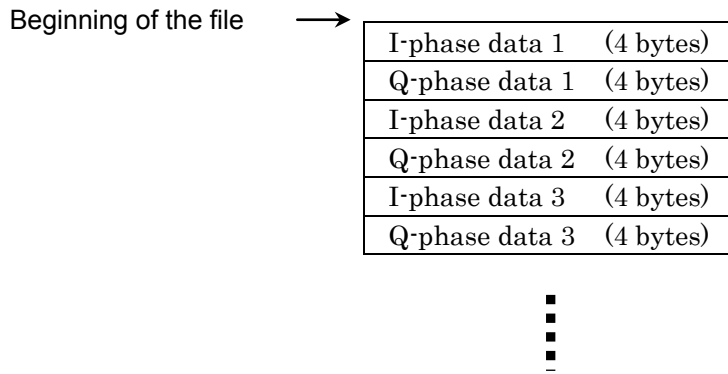 Beginning of the file
I-phase data 1 (4 bytes)
Q-phase data 1 (4 bytes)
I-phase data 2 (4 bytes)
Q-phase data 2 (4 bytes)
I-phase data 3 (4 bytes)
Q-phase data 3 (4 bytes)